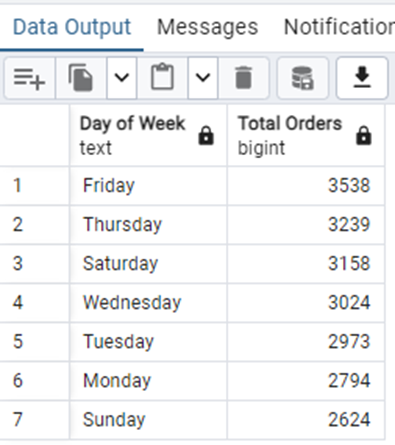 Data Output Messages Notification
Day of Week Total Orders
text bigint
1 Friday 3538
2 Thursday 3239
3 Saturday 3158
4 Wednesday 3024
5 Tuesday 2973
6 Monday 2794
7 Sunday 2624